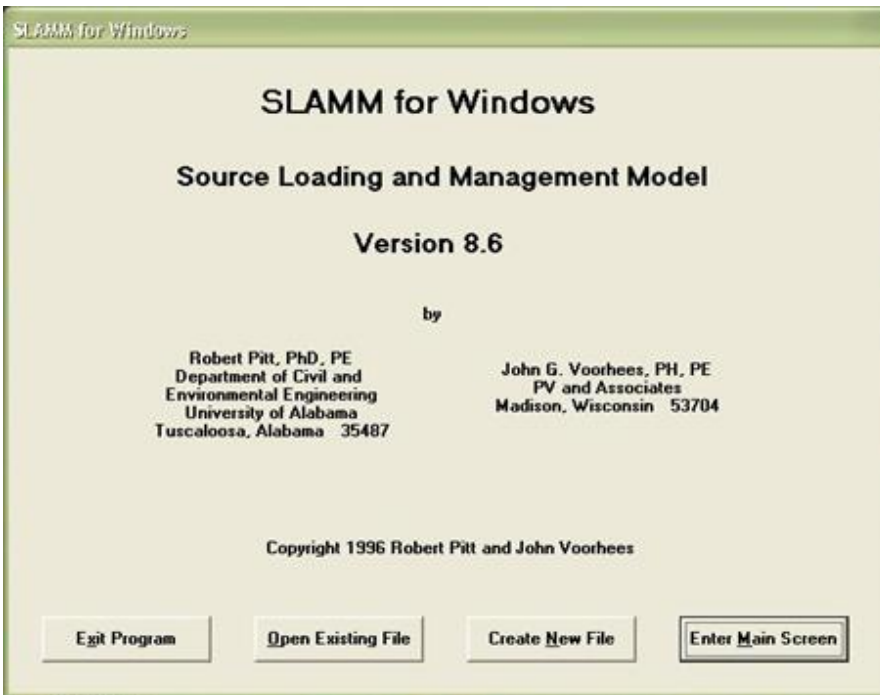 SLAMM for Windows
SLAMM for Windows
Source Loading and Management Model
Version 8.6
by
Robert Pitt, PhD, PE
Department of Civil and
Environmental Engineering
University of Alabama
Tuscaloosa, Alabama 35487
John G. Voorhees, PH, PE
PV and Associates
Madison, Wisconsin 53704
Copyright 1996 Robert Pitt and John Voorhees
Exit Program
Open Existing File
Create New File
Enter Main Screen